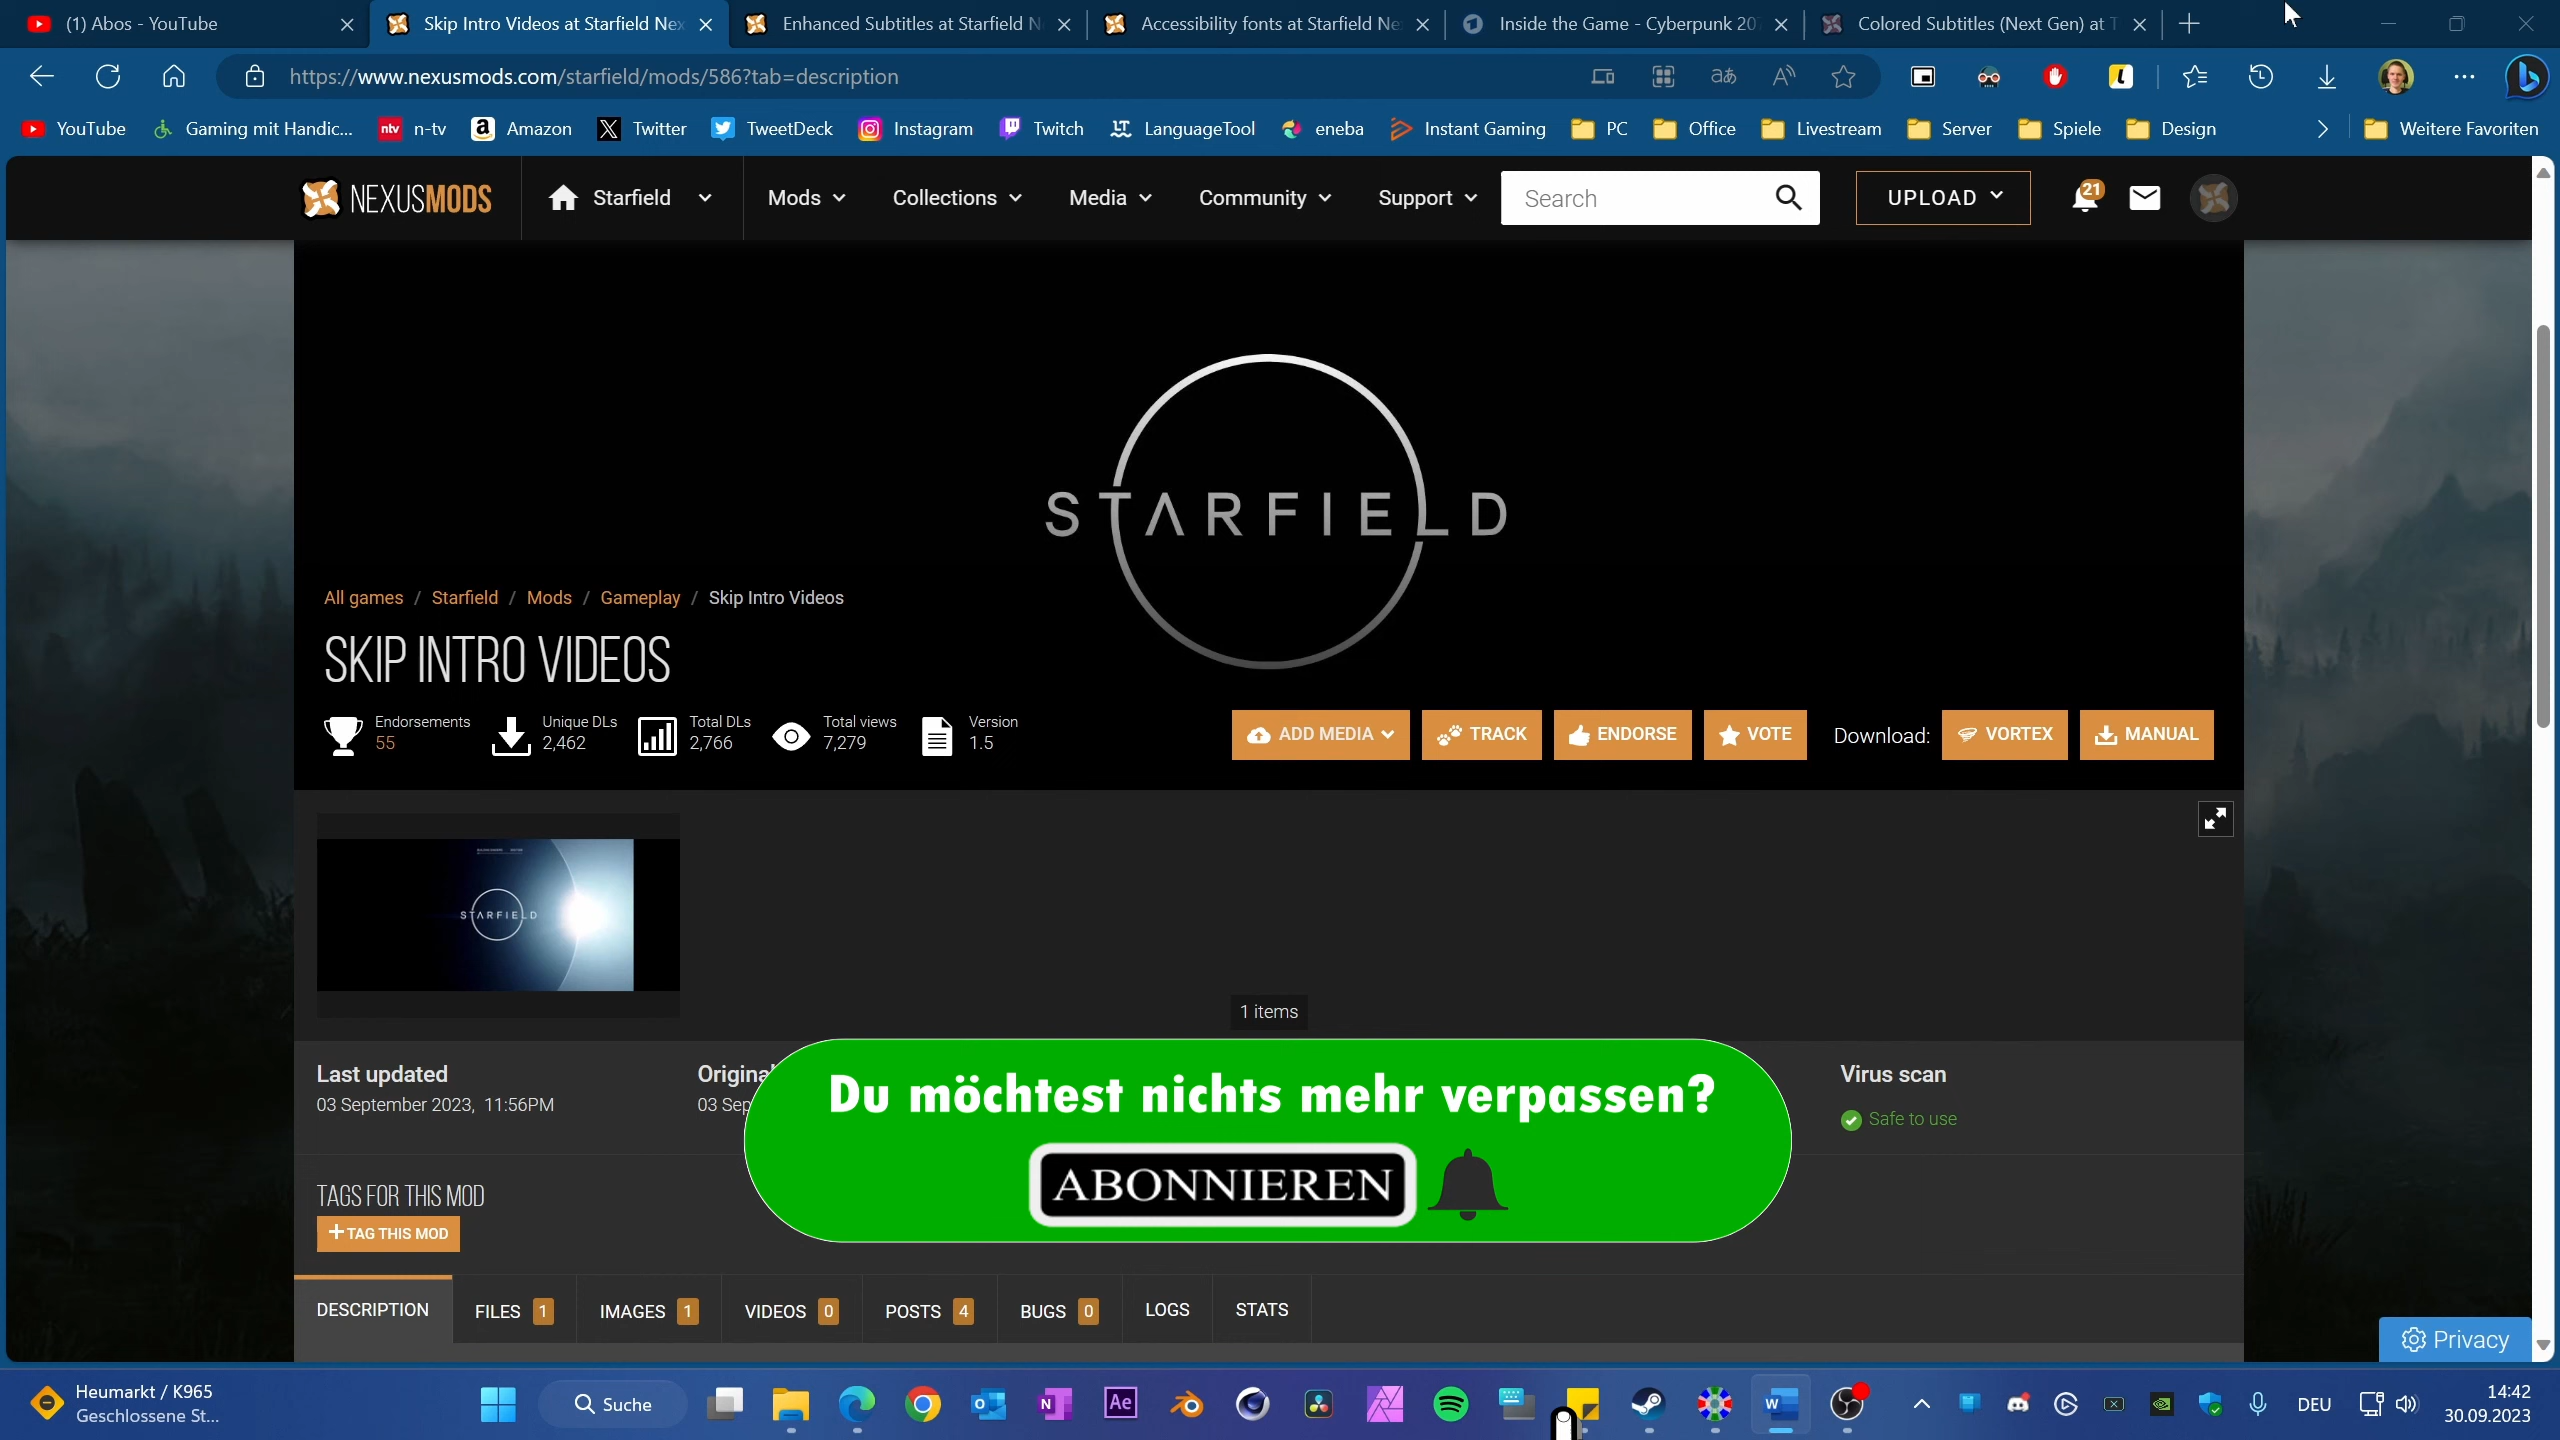 (1) Abos - YouTube
Skip Intro Videos at Starfield Nex
Enhanced Subtitles at Starfield N
Accessibility fonts at Starfield Ne
Inside the Game - Cyberpunk 207
Colored Subtitles (Next Gen) at T
https://www.nexusmods.com/starfield/mods/586?tab=description
YouTube
Gaming mit Handic...
n-tv
Amazon
Twitter
TweetDeck
Instagram
Twitch
LanguageTool
eneba
Instant Gaming
PC
Office
Livestream
Server
Spiele
Design
Weitere Favoriten
NEXUSMODS
Starfield
Mods
Collections
Media
Community
Support
Search
UPLOAD
21
STARFIELD
All games / Starfield / Mods / Gameplay / Skip Intro Videos
SKIP INTRO VIDEOS
Endorsements
55
Unique DLs
2,462
Total DLs
2,766
Total views
7,279
Version
1.5
ADD MEDIA
TRACK
ENDORSE
VOTE
Download:
VORTEX
MANUAL
STARFIELD
1 items
Last updated
03 September 2023, 11:56PM
Original
03 Sep
Virus scan
Safe to use
Du möchtest nichts mehr verpassen?
ABONNIEREN
TAGS FOR THIS MOD
+ TAG THIS MOD
DESCRIPTION
FILES 1
IMAGES 1
VIDEOS 0
POSTS 4
BUGS 0
LOGS
STATS
Privacy
Heumarkt / K965
Geschlossene St...
Suche
Ae
DEU
14:42
30.09.2023